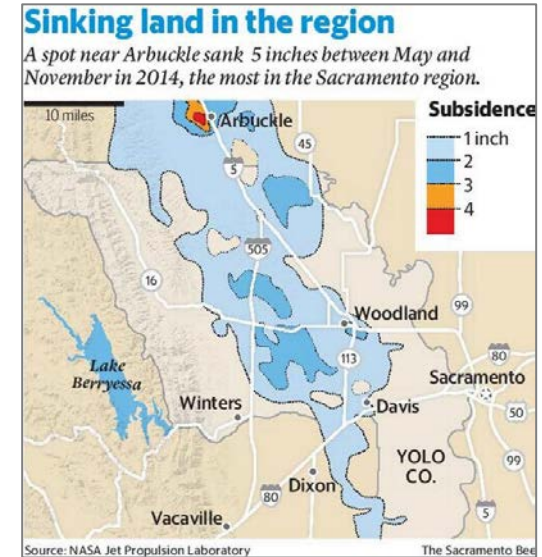 Sinking land in the region
A spot near Arbuckle sank 5 inches between May and
November in 2014, the most in the Sacramento region.
10 miles
Subsidence
1 inch
2
3
4
Arbuckle
45
5
505
16
Woodland
99
Lake
Berryessa
113
80
Sacramento
Winters
Davis
50
YOLO
CO.
99
Dixon
80
5
Vacaville
Source: NASA Jet Propulsion Laboratory
The Sacramento Bee